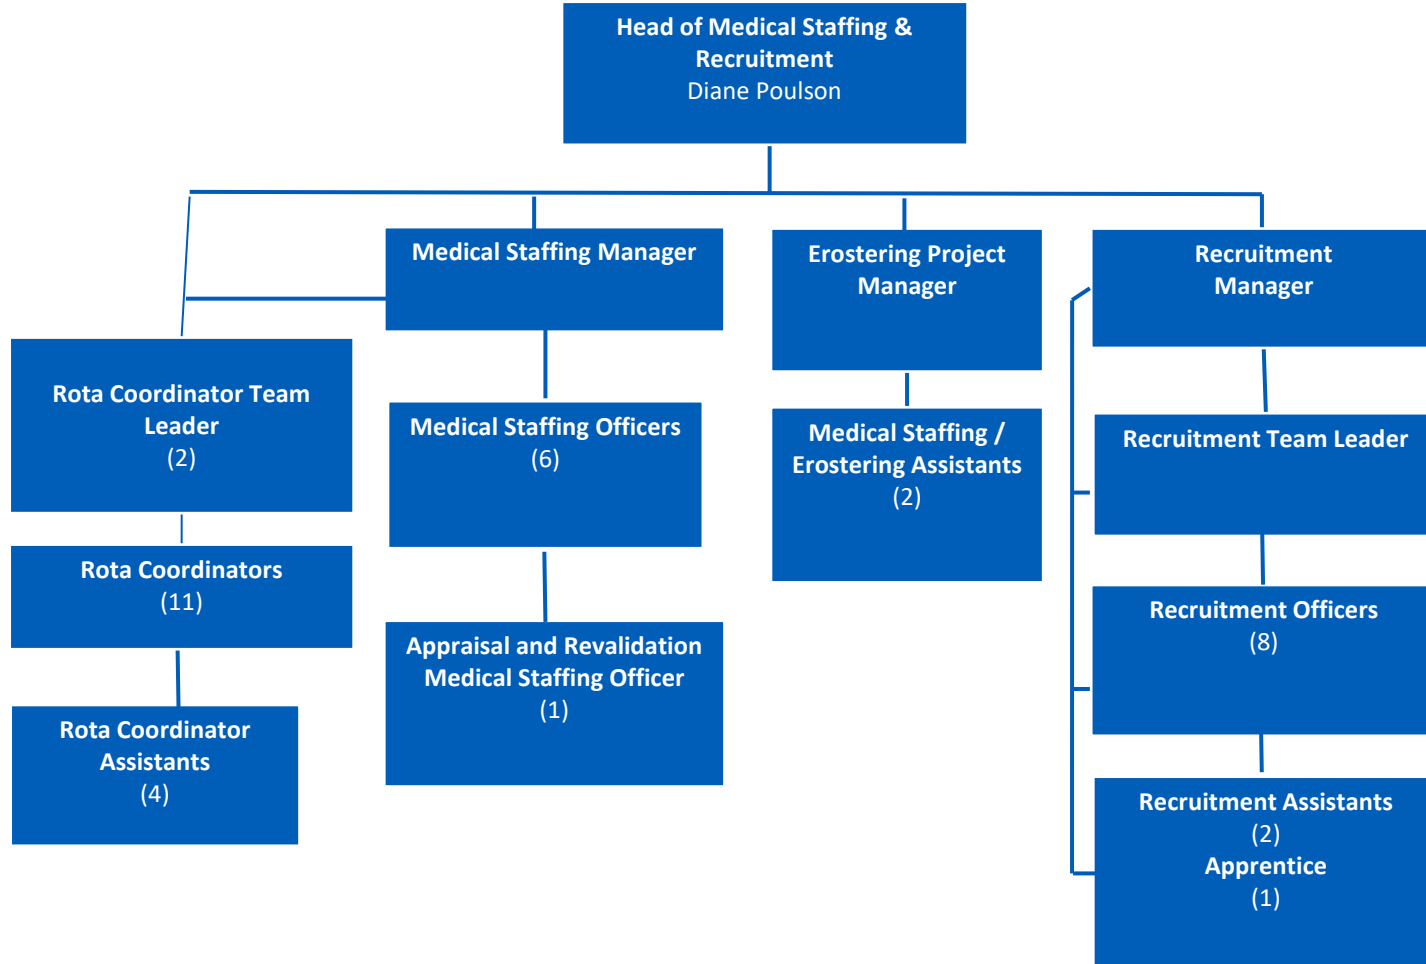 Head of Medical Staffing &
Recruitment
Diane Poulson
Medical Staffing Manager
Erostering Project
Manager
Recruitment
Manager
Rota Coordinator Team
Leader
(2)
Medical Staffing Officers
(6)
Medical Staffing /
Erostering Assistants
(2)
Recruitment Team Leader
Rota Coordinators
(11)
Appraisal and Revalidation
Medical Staffing Officer
(1)
Recruitment Officers
(8)
Rota Coordinator
Assistants
(4)
Recruitment Assistants
(2)
Apprentice
(1)